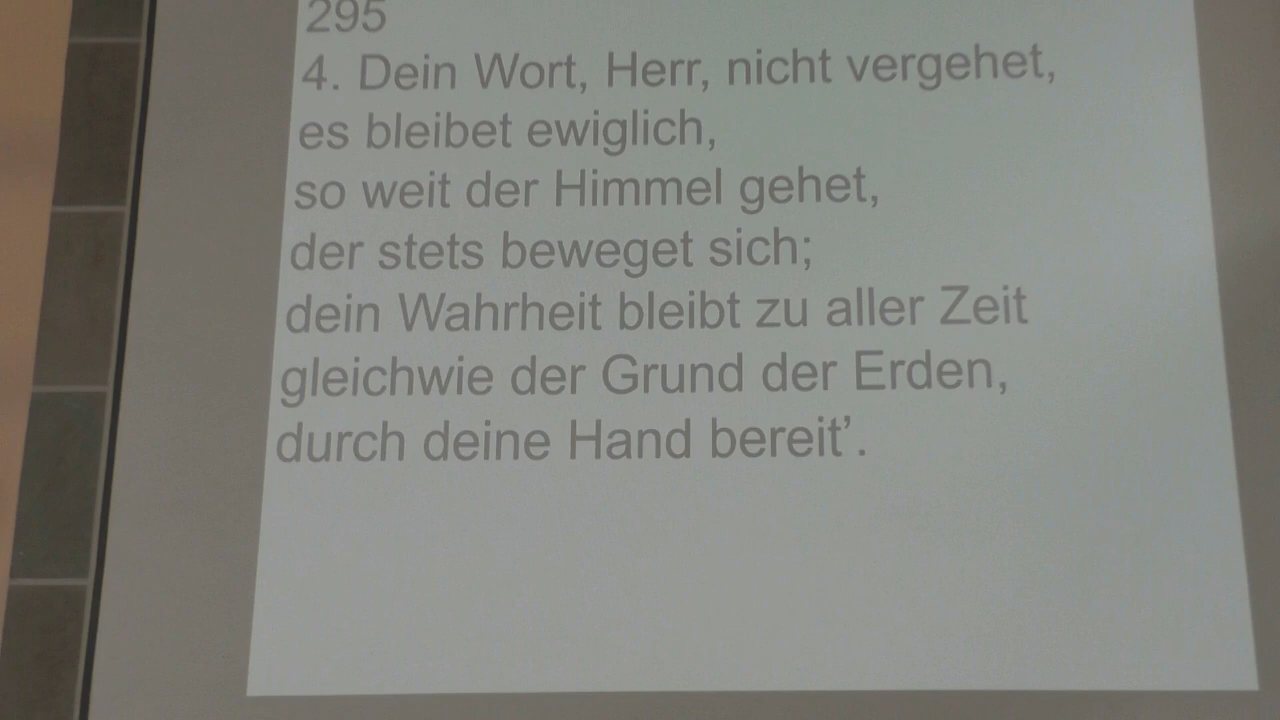 295
4. Dein Wort, Herr, nicht vergehet,
es bleibet ewiglich,
so weit der Himmel gehet,
der stets beweget sich;
dein Wahrheit bleibt zu aller Zeit
gleichwie der Grund der Erden,
durch deine Hand bereit’.